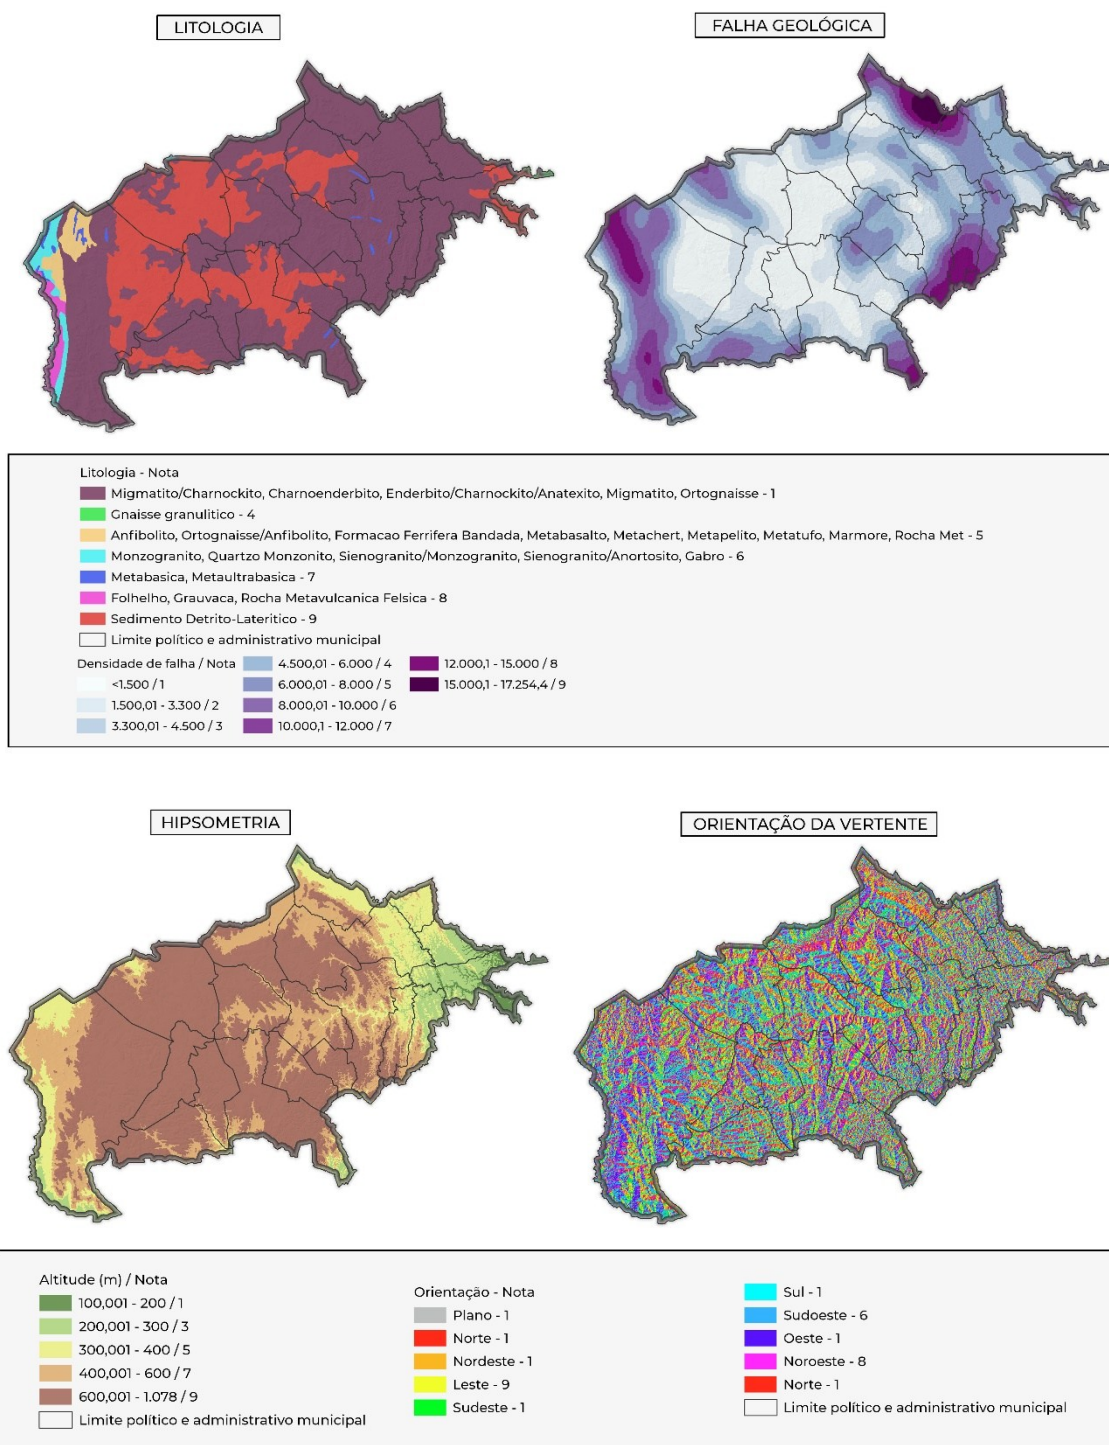 LITOLOGIA
FALHA GEOLÓGICA
Litologia - Nota
Migmatito/Charnockito, Charnoenderbito, Enderbito/Charnockito/Anatexito, Migmatito, Ortognaisse - 1
Gnaisse granulitico - 4
Anfibolito, Ortognaisse/Anfibolito, Formacao Ferrifera Bandada, Metabasalto, Metachert, Metapelito, Metatufo, Marmore, Rocha Met - 5
Monzogranito, Quartzo Monzonito, Sienogranito/Monzogranito, Sienogranito/Anortosito, Gabro - 6
Metabasica, Metaultrabasica - 7
Folhelho, Grauvaca, Rocha Metavulcanica Felsica - 8
Sedimento Detrito-Lateritico - 9
Limite político e administrativo municipal
Densidade de falha / Nota
<1.500 / 1
1.500,01 - 3.300 / 2
3.300,01 - 4.500 / 3
4.500,01 - 6.000 / 4
6.000,01 - 8.000 / 5
8.000,01 - 10.000 / 6
10.000,1 - 12.000 / 7
12.000,1 - 15.000 / 8
15.000,1 - 17.254,4 / 9
HIPSOMETRIA
ORIENTAÇÃO DA VERTENTE
Altitude (m) / Nota
100,001 - 200 / 1
200,001 - 300 / 3
300,001 - 400 / 5
400,001 - 600 / 7
600,001 - 1.078 / 9
Limite político e administrativo municipal
Orientação - Nota
Plano - 1
Norte - 1
Nordeste - 1
Leste - 9
Sudeste - 1
Sul - 1
Sudoeste - 6
Oeste - 1
Noroeste - 8
Norte - 1
Limite político e administrativo municipal